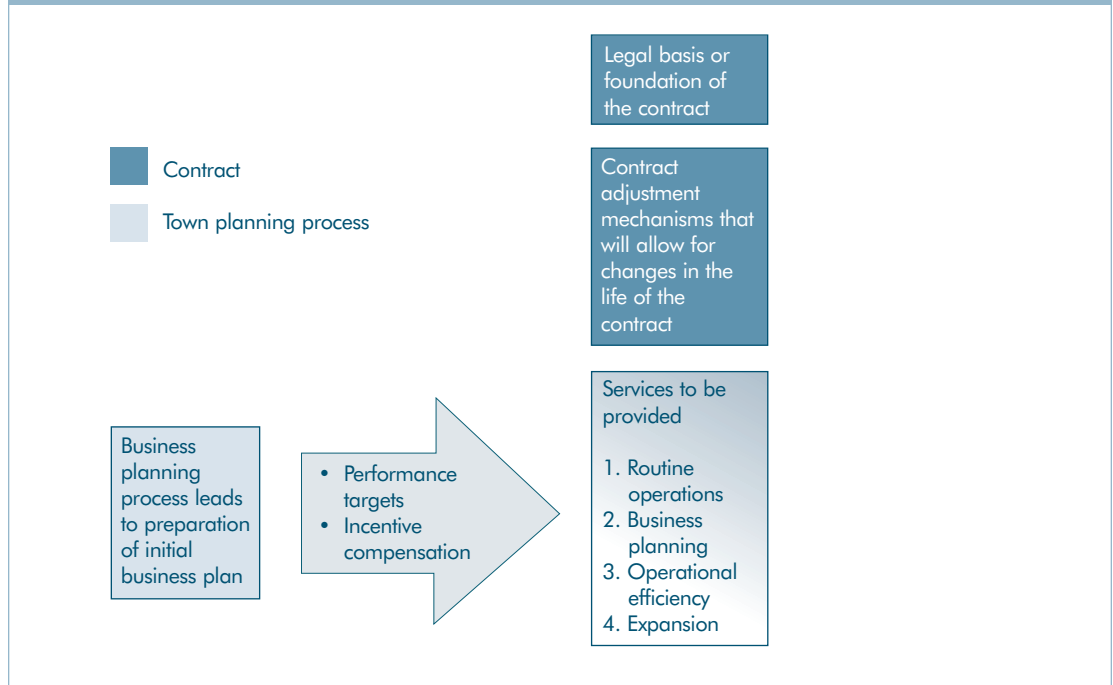 Legal basis or
foundation of
the contract
Contract
Town planning process
Contract
adjustment
mechanisms that
will allow for
changes in the
life of the
contract
Business
planning
process leads
to preparation
of initial
business plan
• Performance
targets
• Incentive
compensation
Services to be
provided
1. Routine
operations
2. Business
planning
3. Operational
efficiency
4. Expansion